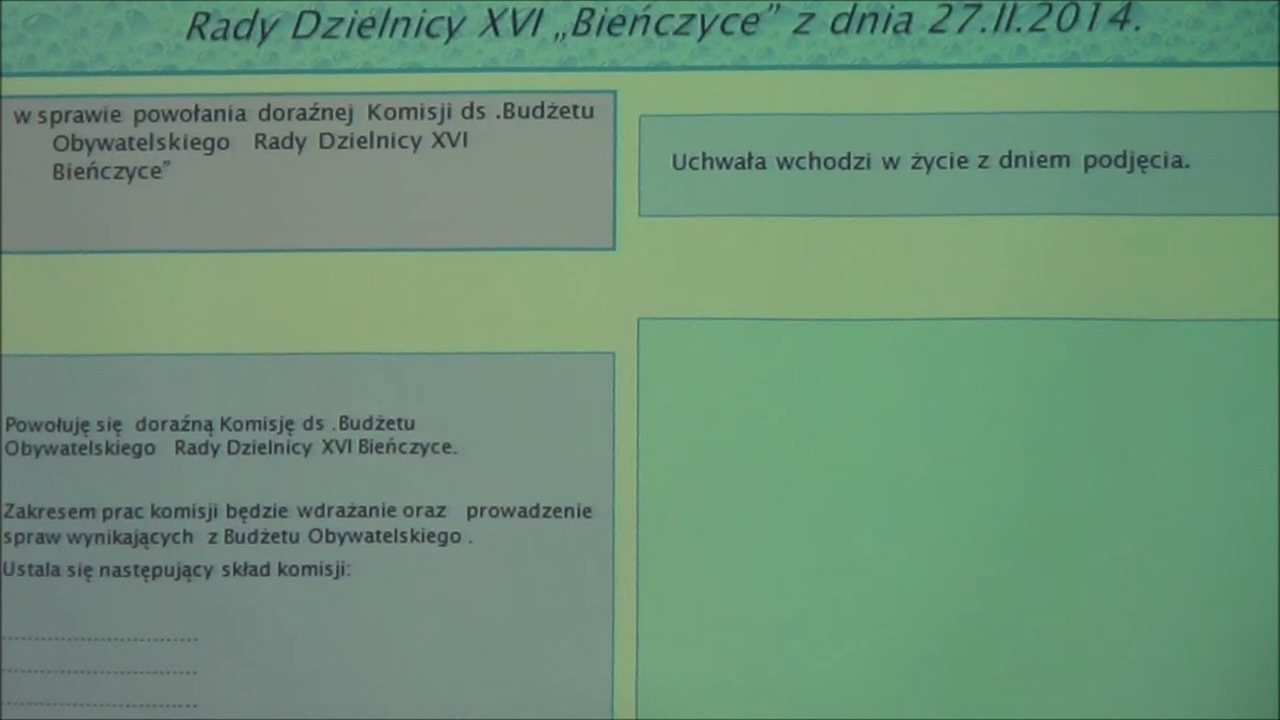 Rady Dzielnicy XVI „Bieńczyce” z dnia 27.II.2014.
w sprawie powołania doraźnej Komisji ds .Budżetu
Obywatelskiego Rady Dzielnicy XVI
Bieńczyce”
Uchwała wchodzi w życie z dniem podjęcia.
Powołuję się doraźną Komisję ds .Budżetu
Obywatelskiego Rady Dzielnicy XVI Bieńczyce.
Zakresem prac komisji będzie wdrażanie oraz prowadzenie
spraw wynikających z Budżetu Obywatelskiego .
Ustala się następujący skład komisji: